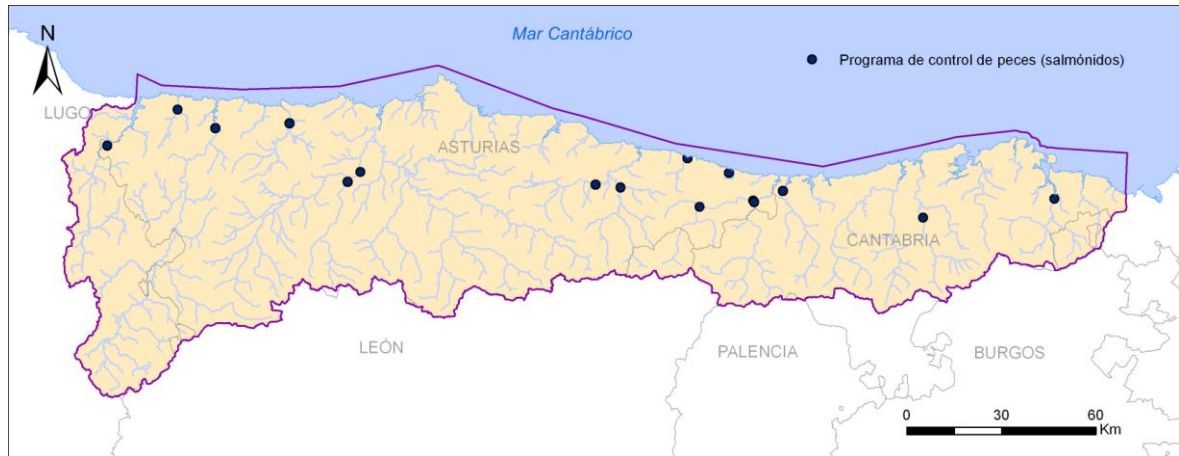 Mar Cantábrico
N
Programa de control de peces (salmónidos)
LUGO
ASTURIAS
CANTABRIA
LEÓN
PALENCIA
BURGOS
0 30 60
Km